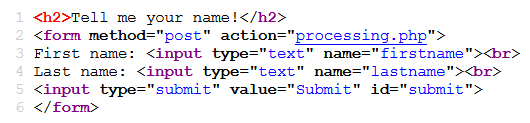 1 <h2>Tell me your name!</h2>
2 <form method="post" action="processing.php">
3 First name: <input type="text" name="firstname"><br>
4 Last name: <input type="text" name="lastname"><br>
5 <input type="submit" value="Submit" id="submit">
6 </form>